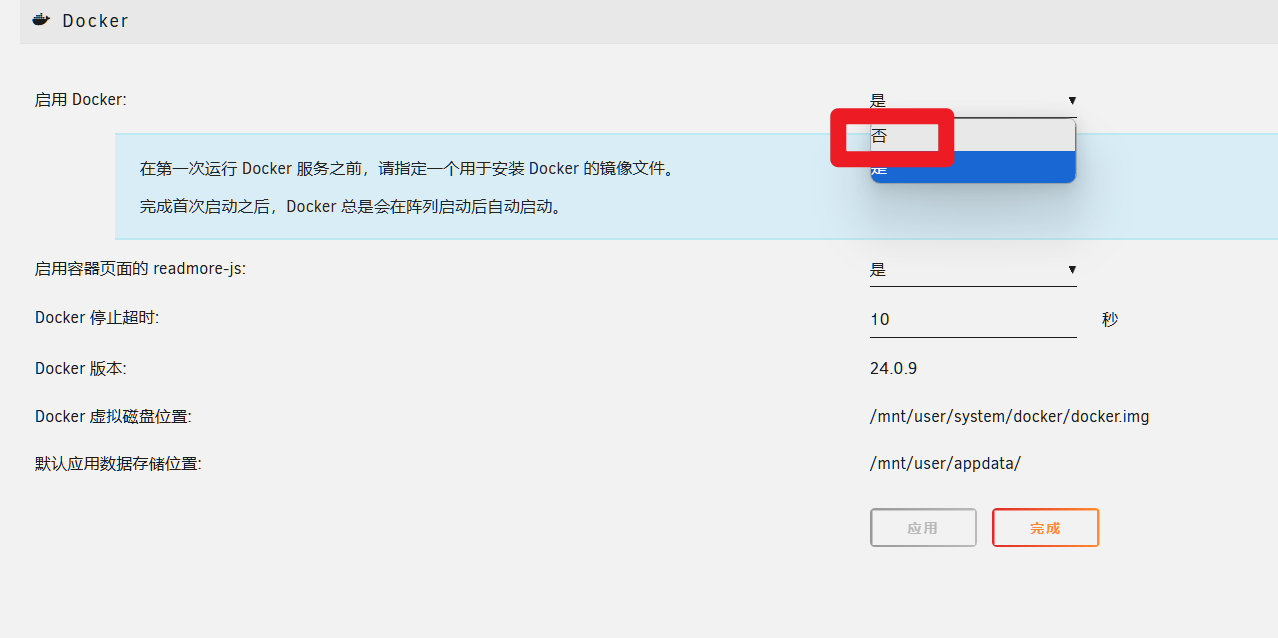 Docker
启用 Docker:
是
否
是
在第一次运行 Docker 服务之前，请指定一个用于安装 Docker 的镜像文件。
完成首次启动之后，Docker 总是会在阵列启动后自动启动。
启用容器页面的 readmore-js:
是
Docker 停止超时:
10 秒
Docker 版本:
24.0.9
Docker 虚拟磁盘位置:
/mnt/user/system/docker/docker.img
默认应用数据存储位置:
/mnt/user/appdata/
应用
完成